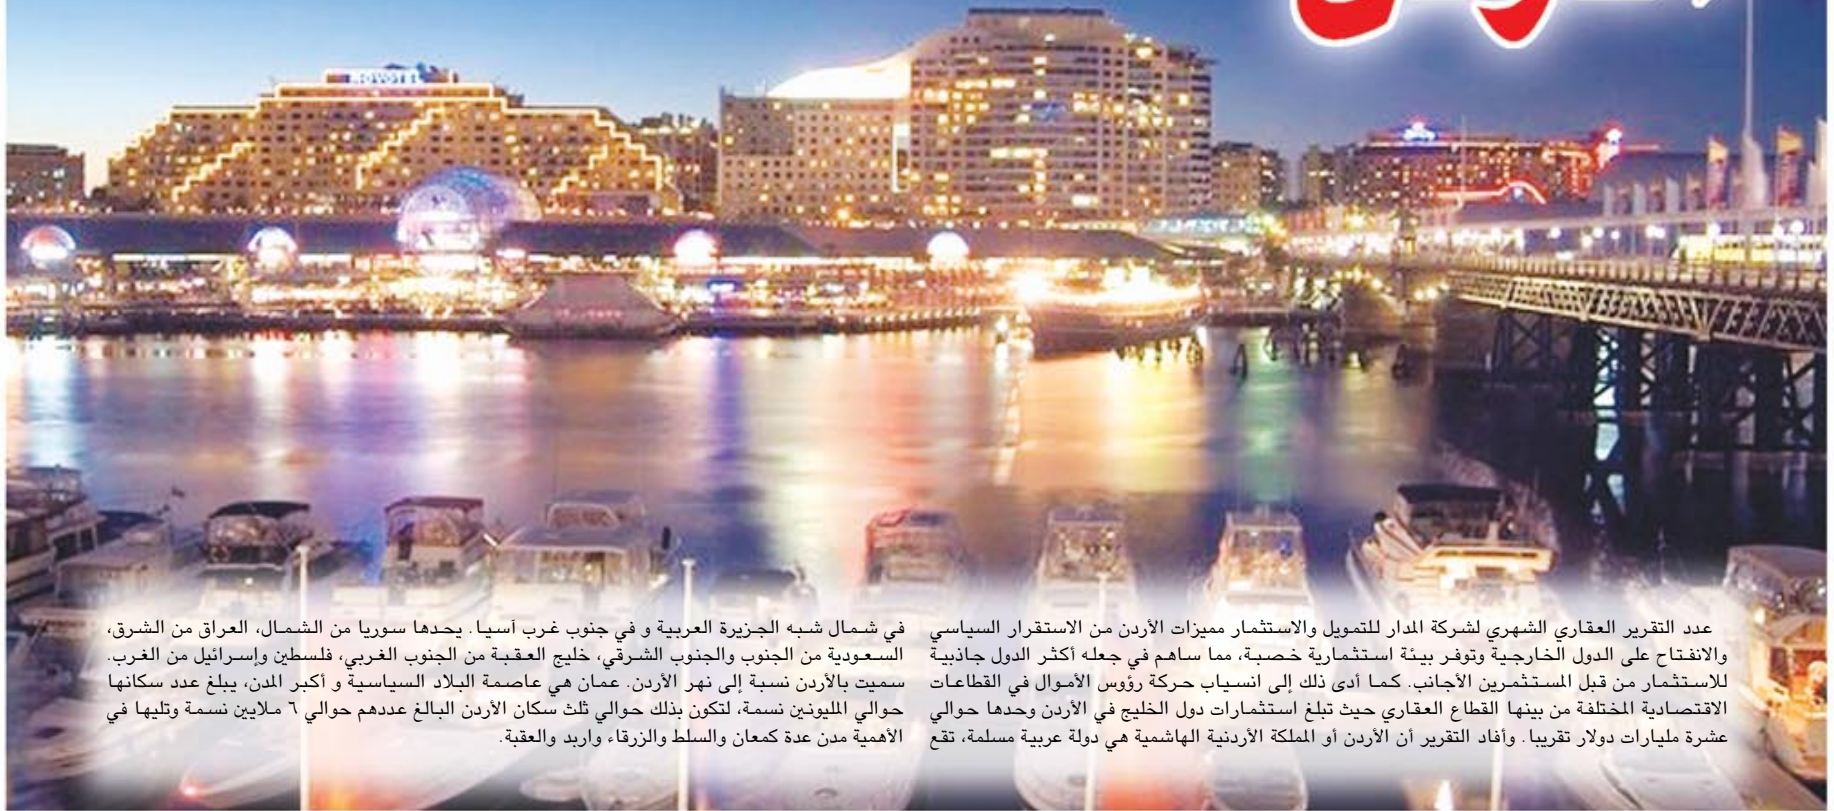 NOVOTEL
عدد التقرير العقاري الشهري لشركة المدار للتمويل والاستثمار مميزات الأردن من الاستقرار السياسي
والانفتاح على الدول الخارجية وتوفر بيئة استثمارية خصبة، مما ساهم في جعله أكثر الدول جاذبية
للاستثمار من قبل المستثمرين الأجانب. كما أدى ذلك إلى انسياب حركة رؤوس الأموال في القطاعات
الاقتصادية المختلفة من بينها القطاع العقاري حيث تبلغ استثمارات دول الخليج في الأردن وحدها حوالي
عشرة مليارات دولار تقريبا. وأفاد التقرير أن الأردن أو المملكة الأردنية الهاشمية هي دولة عربية مسلمة، تقع
في شمال شبه الجزيرة العربية و في جنوب غرب آسيا. يحدها سوريا من الشمال، العراق من الشرق،
السعودية من الجنوب والجنوب الشرقي، خليج العقبة من الجنوب الغربي، فلسطين وإسرائيل من الغرب.
سميت بالأردن نسبة إلى نهر الأردن. عمان هي عاصمة البلاد السياسية و أكبر المدن، يبلغ عدد سكانها
حوالي المليونين نسمة، لتكون بذلك حوالي ثلث سكان الأردن البالغ عددهم حوالي ٦ ملايين نسمة وتليها في
الأهمية مدن عدة كمعان والسلط والزرقاء واربد والعقبة.